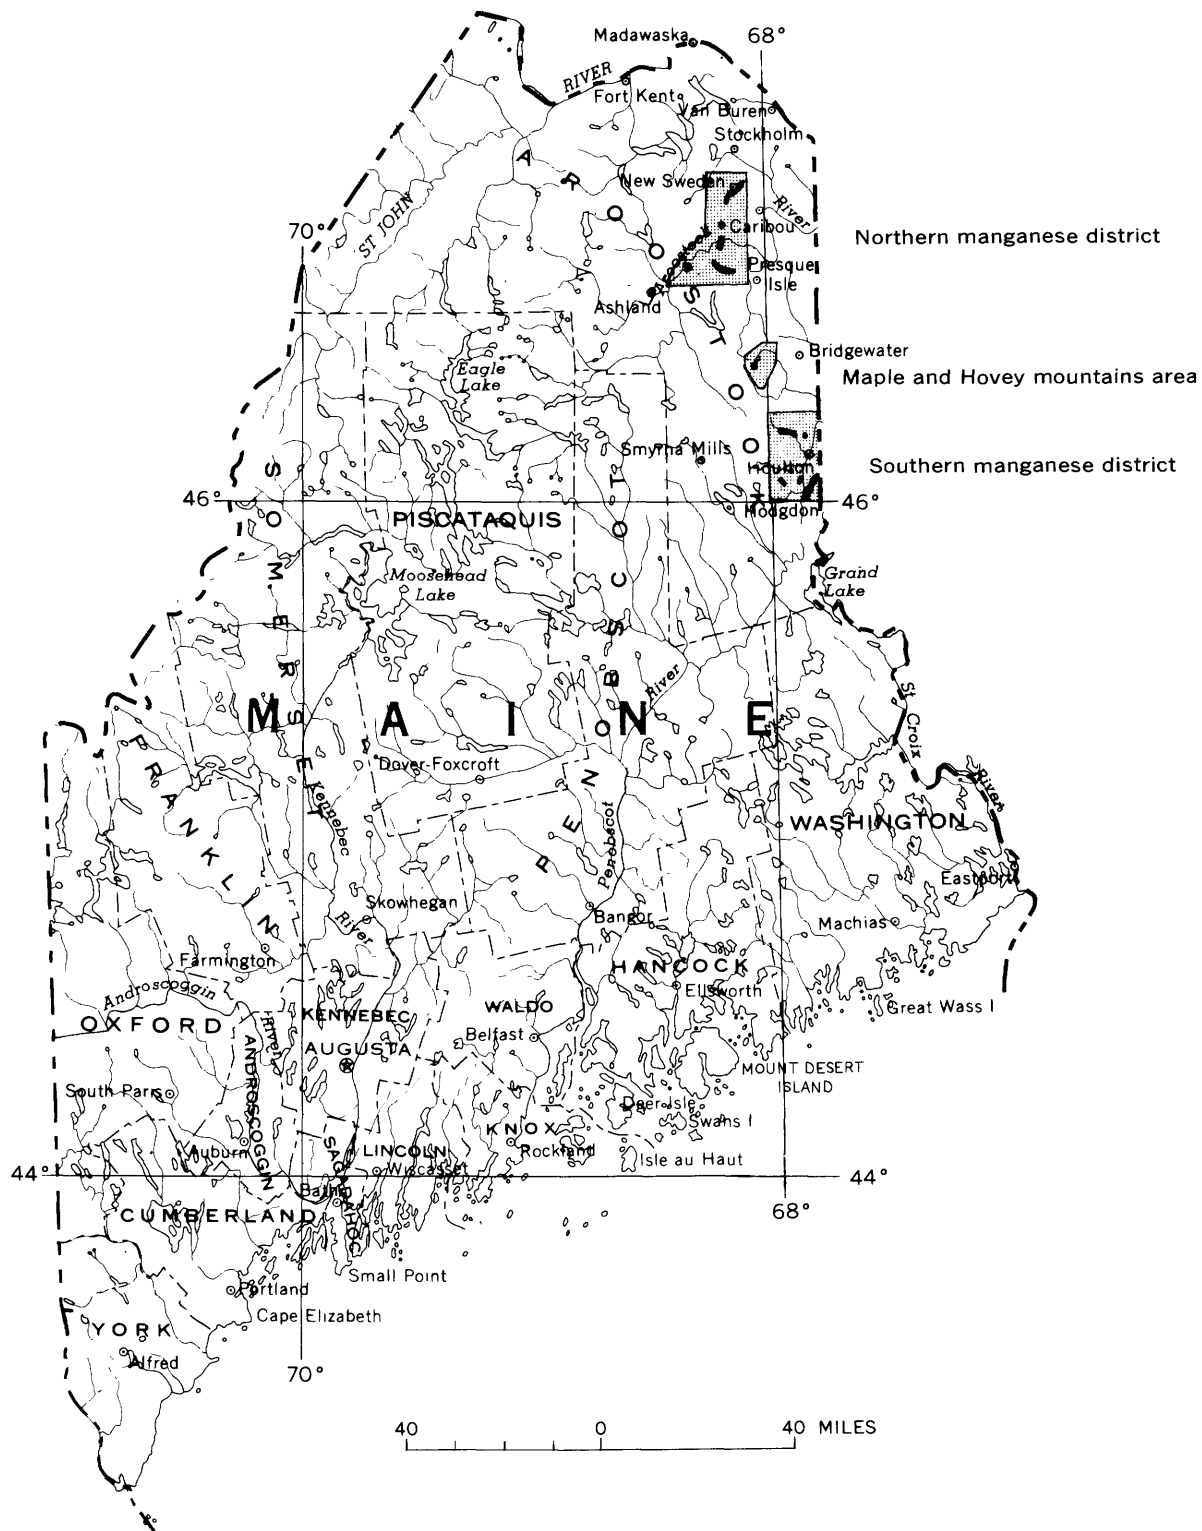 Madawaska
68°
RIVER
Fort Kent
Van Buren
Stockholm
New Sweden
River
ST JOHN
70°
Caribou
Northern manganese district
Aroostook
Presque
Isle
Ashland
AROOSTOOK
Bridgewater
Eagle
Lake
Maple and Hovey mountains area
Smyrna Mills
Houlton
Southern manganese district
46°
46°
Hodgdon
PISCATAQUIS
SOMERSET
Moosehead
Lake
Grand
Lake
PENOBSCOT
River
MAINE
St Croix
River
FRANKLIN
Dover-Foxcroft
Kennebec
River
Penobscot
WASHINGTON
Eastport
Skowhegan
Bangor
Machias
Farmington
HANCOCK
Ellsworth
Androscoggin
River
OXFORD
KENNEBEC
WALDO
Great Wass I
AUGUSTA
Belfast
ANDROSCOGGIN
MOUNT DESERT
ISLAND
South Paris
Deer Isle
Swans I
KNOX
Auburn
SAGADAHOC
LINCOLN
Rockland
Wiscasset
Isle au Haut
44°
44°
Bath
68°
CUMBERLAND
Small Point
Portland
Cape Elizabeth
YORK
Alfred
70°
40 0 40 MILES